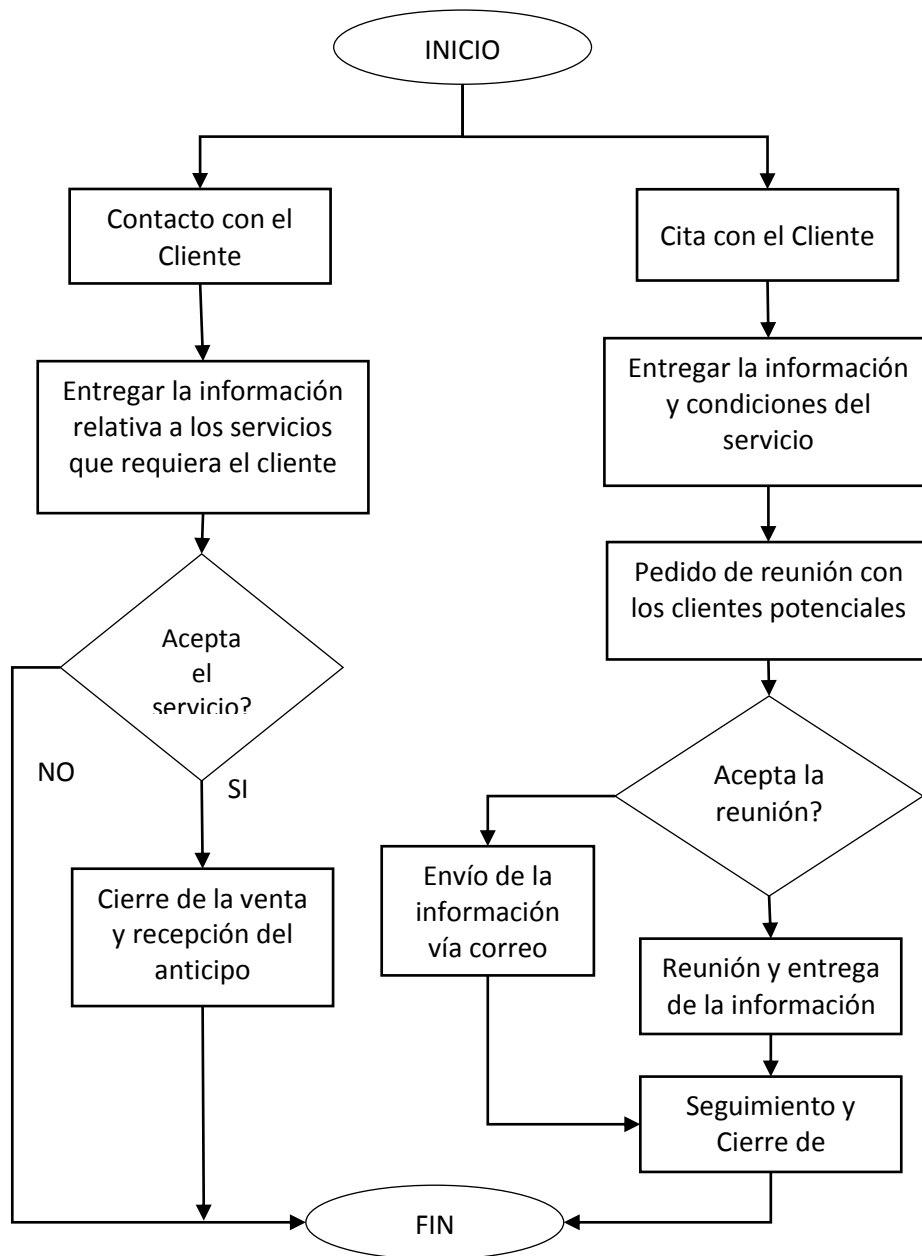 INICIO
Contacto con el
Cliente
Cita con el Cliente
Entregar la información
relativa a los servicios
que requiera el cliente
Entregar la información
y condiciones del
servicio
Pedido de reunión con
los clientes potenciales
Acepta
el
servicio?
NO
SI
Acepta la
reunión?
Cierre de la venta
y recepción del
anticipo
Envío de la
información
vía correo
Reunión y entrega
de la información
Seguimiento y
Cierre de
FIN